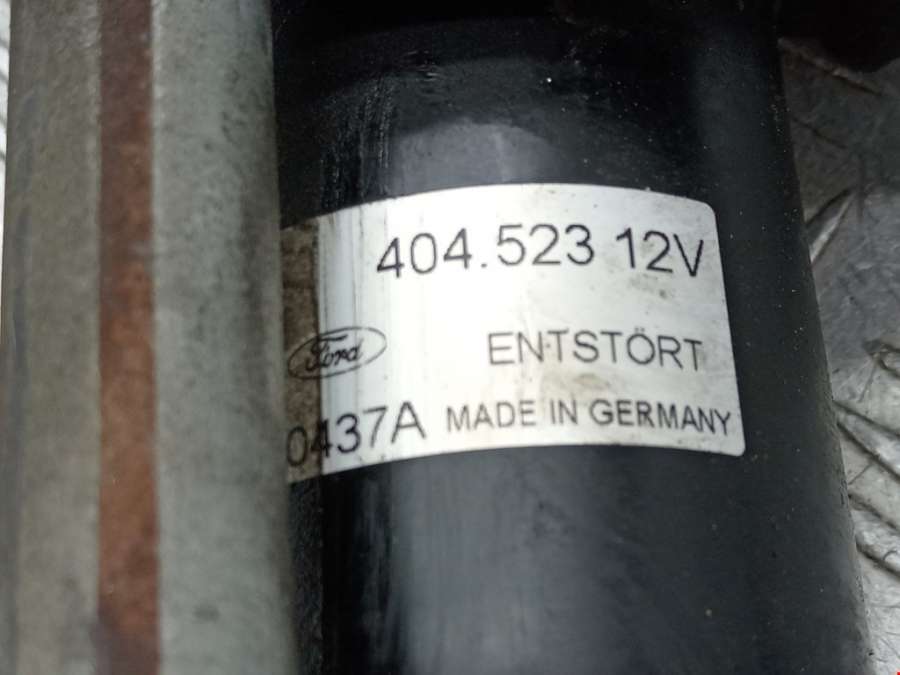 404.523 12V
Ford
ENTSTÖRT
0437A MADE IN GERMANY